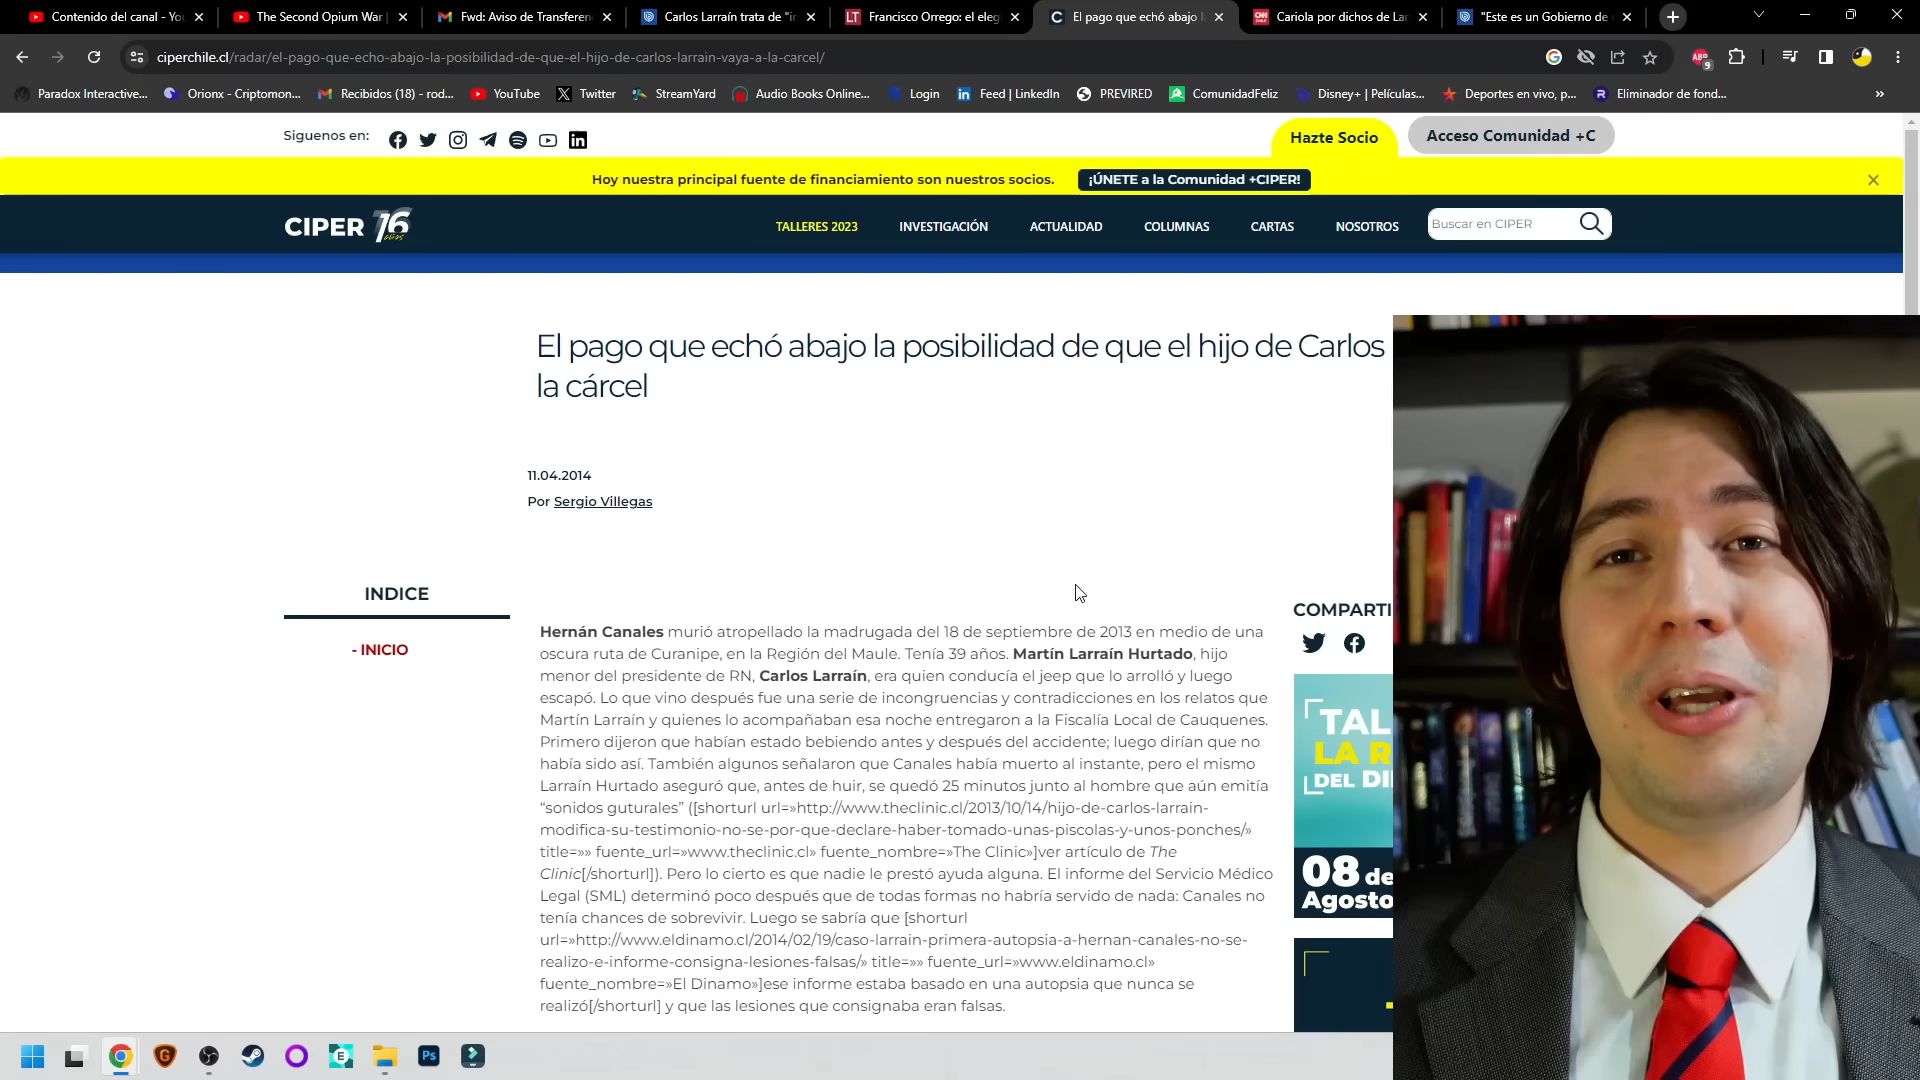 Contenido del canal - You
The Second Opium War |
Fwd: Aviso de Transferen
Carlos Larraín trata de "in
Francisco Orrego: el eleg
El pago que echó abajo l
Cariola por dichos de Lar
"Este es un Gobierno de
ciperchile.cl/radar/el-pago-que-echo-abajo-la-posibilidad-de-que-el-hijo-de-carlos-larrain-vaya-a-la-carcel/
ABP
9
Paradox Interactive...
Orionx - Criptomon...
Recibidos (18) - rod...
YouTube
Twitter
StreamYard
Audio Books Online...
Login
Feed | LinkedIn
PREVIRED
ComunidadFeliz
Disney+ | Películas...
Deportes en vivo, p...
Eliminador de fond...
Siguenos en:
Hazte Socio
Acceso Comunidad +C
Hoy nuestra principal fuente de financiamiento son nuestros socios.
¡ÚNETE a la Comunidad +CIPER!
CIPER 16 años
TALLERES 2023
INVESTIGACIÓN
ACTUALIDAD
COLUMNAS
CARTAS
NOSOTROS
Buscar en CIPER
El pago que echó abajo la posibilidad de que el hijo de Carlos
la cárcel
11.04.2014
Por Sergio Villegas
INDICE
- INICIO
Hernán Canales murió atropellado la madrugada del 18 de septiembre de 2013 en medio de una
oscura ruta de Curanipe, en la Región del Maule. Tenía 39 años. Martín Larraín Hurtado, hijo
menor del presidente de RN, Carlos Larraín, era quien conducía el jeep que lo arrolló y luego
escapó. Lo que vino después fue una serie de incongruencias y contradicciones en los relatos que
Martín Larraín y quienes lo acompañaban esa noche entregaron a la Fiscalía Local de Cauquenes.
Primero dijeron que habían estado bebiendo antes y después del accidente; luego dirían que no
había sido así. También algunos señalaron que Canales había muerto al instante, pero el mismo
Larraín Hurtado aseguró que, antes de huir, se quedó 25 minutos junto al hombre que aún emitía
“sonidos guturales” ([shorturl url=»http://www.theclinic.cl/2013/10/14/hijo-de-carlos-larrain-
modifica-su-testimonio-no-se-por-que-declare-haber-tomado-unas-piscolas-y-unos-ponches/»
title=»» fuente_url=»www.theclinic.cl» fuente_nombre=»The Clinic»]ver artículo de The
Clinic[/shorturl]). Pero lo cierto es que nadie le prestó ayuda alguna. El informe del Servicio Médico
Legal (SML) determinó poco después que de todas formas no habría servido de nada: Canales no
tenía chances de sobrevivir. Luego se sabría que [shorturl
url=»http://www.eldinamo.cl/2014/02/19/caso-larrain-primera-autopsia-a-hernan-canales-no-se-
realizo-e-informe-consigna-lesiones-falsas/» title=»» fuente_url=»www.eldinamo.cl»
fuente_nombre=»El Dinamo»]ese informe estaba basado en una autopsia que nunca se
realizó[/shorturl] y que las lesiones que consignaba eran falsas.
COMPARTI
TAL
LA R
DEL DI
08 de
Agosto
Ps